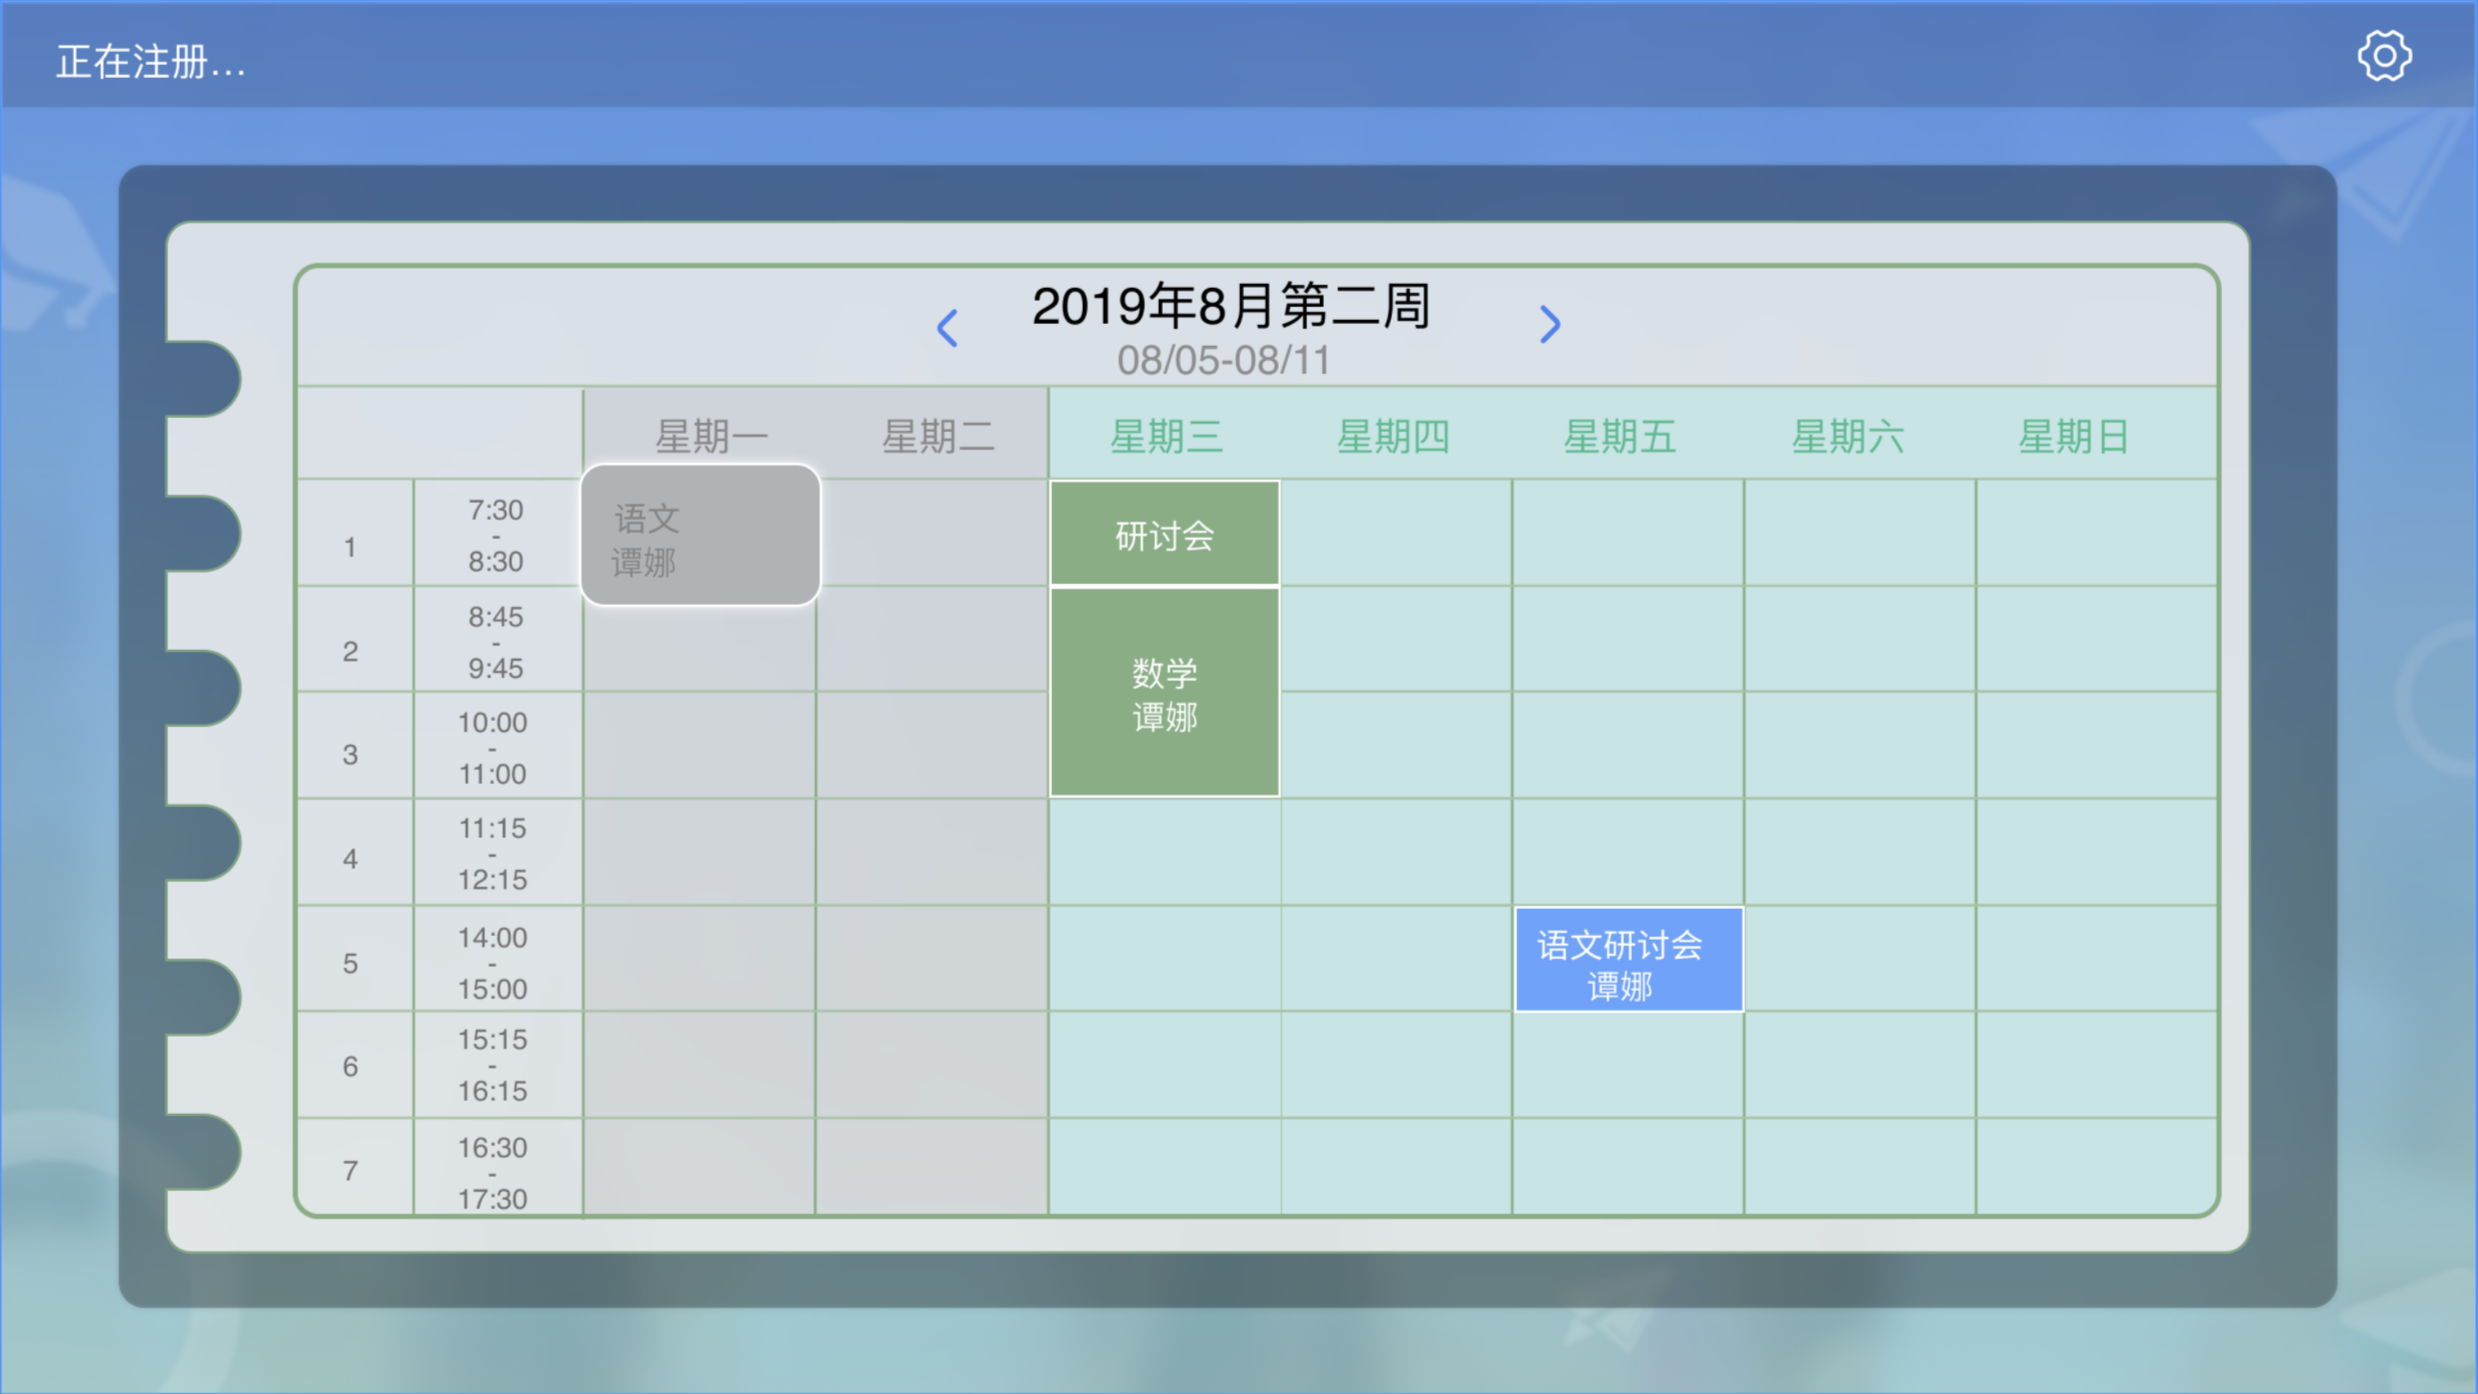 正在注册...
2019年8月第二周
08/05-08/11
星期一 星期二 星期三 星期四 星期五 星期六 星期日
1
7:30
-
8:30
语文
谭娜
研讨会
2
8:45
-
9:45
数学
谭娜
3
10:00
-
11:00
4
11:15
-
12:15
5
14:00
-
15:00
语文研讨会
谭娜
6
15:15
-
16:15
7
16:30
-
17:30